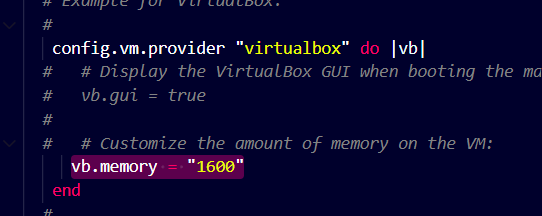 # Example for VirtualBox:
#
config.vm.provider "virtualbox" do |vb|
# # Display the VirtualBox GUI when booting the ma
# vb.gui = true
#
# # Customize the amount of memory on the VM:
vb.memory = "1600"
end
#